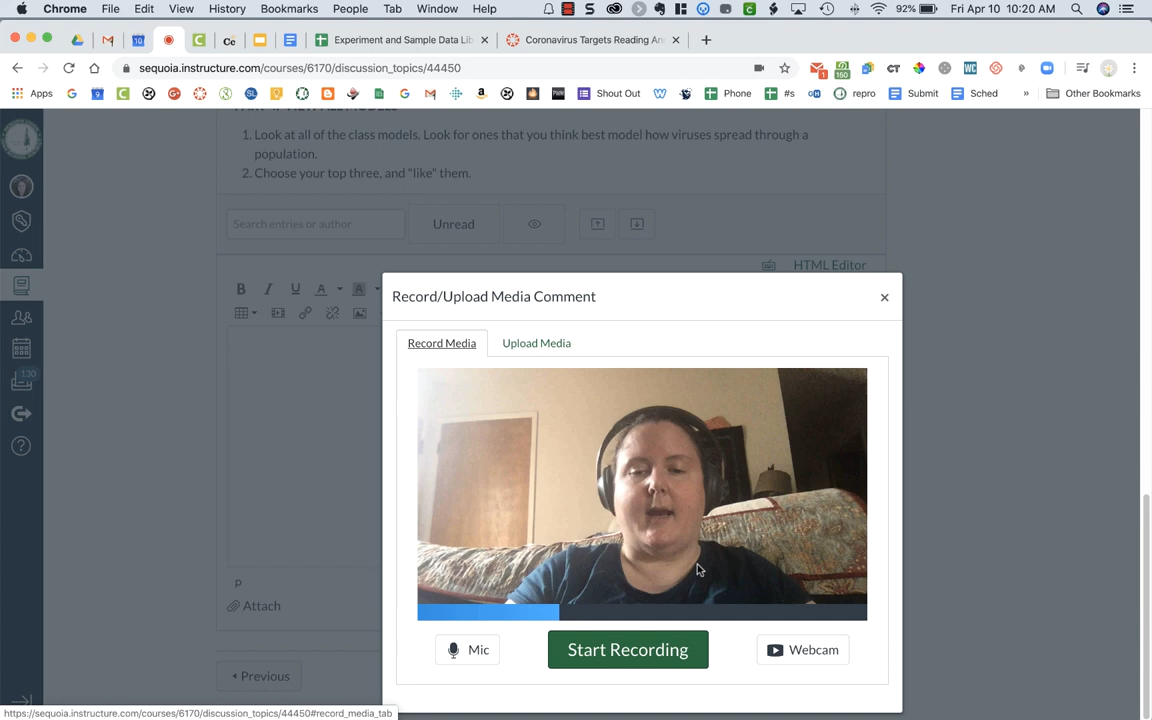 Chrome File Edit View History Bookmarks People Tab Window Help 92% Fri Apr 10 10:20 AM
10 Cc Experiment and Sample Data Lib Coronavirus Targets Reading An
sequoia.instructure.com/courses/6170/discussion_topics/44450
Apps Shout Out Phone #s repro Submit Sched » Other Bookmarks
1. Look at all of the class models. Look for ones that you think best model how viruses spread through a
population.
2. Choose your top three, and "like" them.
Search entries or author Unread
HTML Editor
B I U A A
Record/Upload Media Comment ×
Record Media Upload Media
130
P
Attach
Mic Start Recording Webcam
Previous
https://sequoia.instructure.com/courses/6170/discussion_topics/44450#record_media_tab